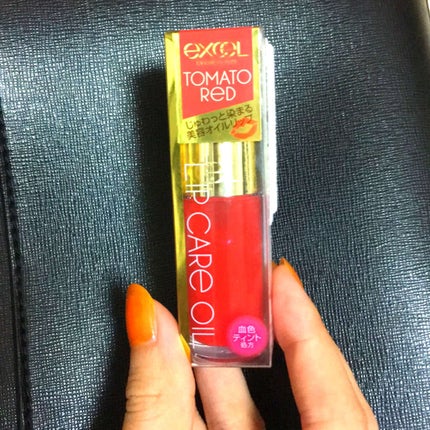 excel
TOMATO
RED
じゅわっと染まる
美容オイルリップ
LIP CARE OIL
血色
ティント
処方